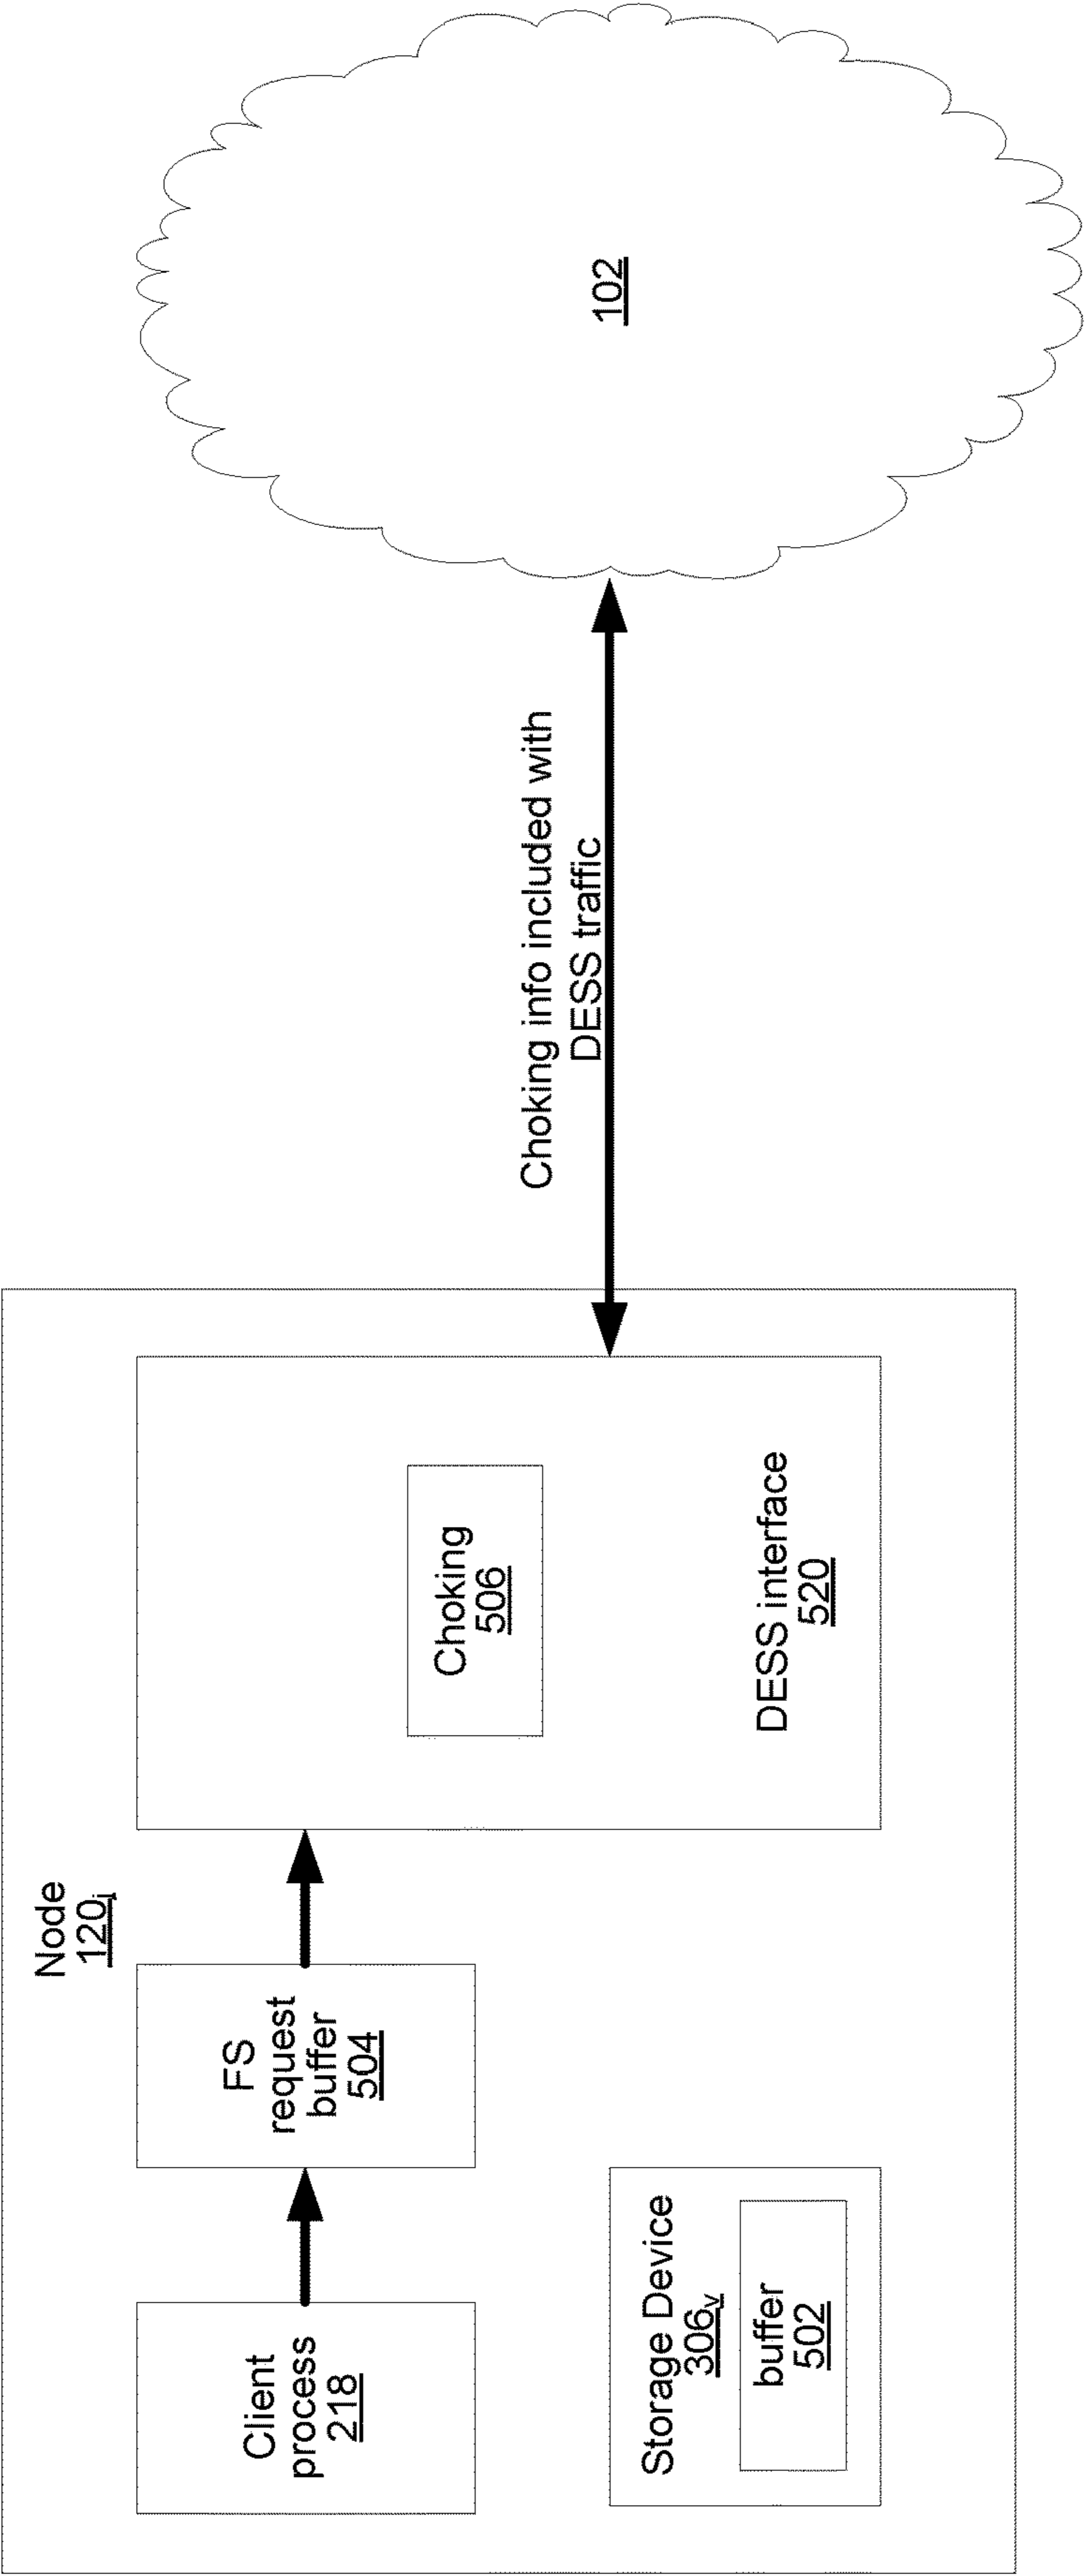 Node
120j
Client
process
218
FS
request
buffer
504
Choking
506
DESS interface
520
Storage Device
306v
buffer
502
Choking info included with
DESS traffic
102